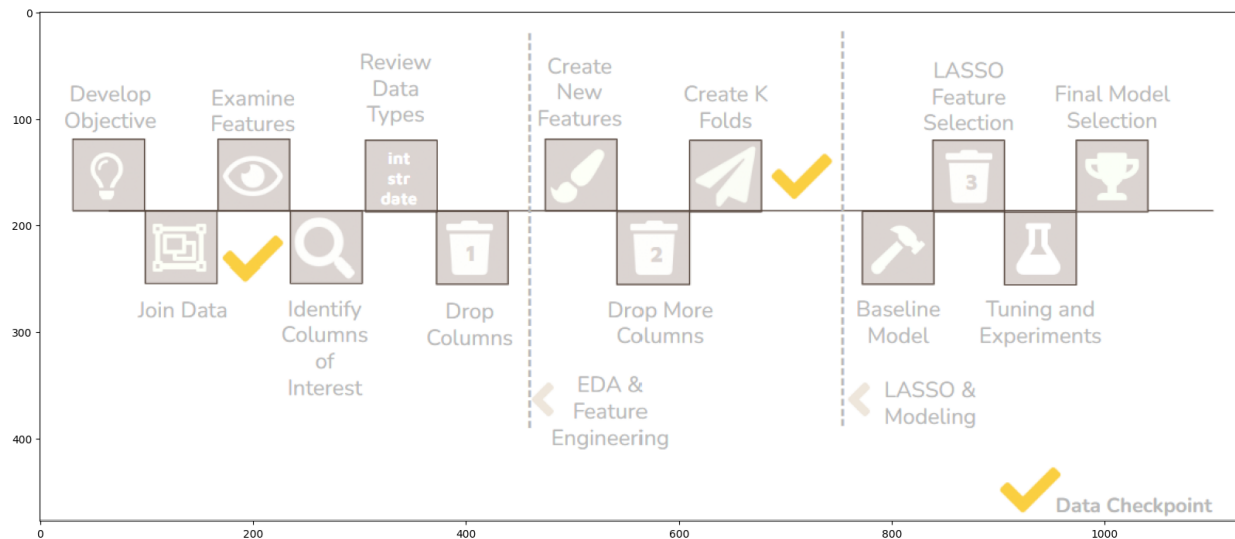 0
100
200
300
400
0
200
400
600
800
1000
Develop
Objective
Join Data
Examine
Features
Identify
Columns
of
Interest
Review
Data
Types
int
str
date
1
Drop
Columns
Create
New
Features
2
Drop More
Columns
Create K
Folds
EDA &
Feature
Engineering
Baseline
Model
LASSO
Feature
Selection
3
Tuning and
Experiments
Final Model
Selection
LASSO &
Modeling
Data Checkpoint